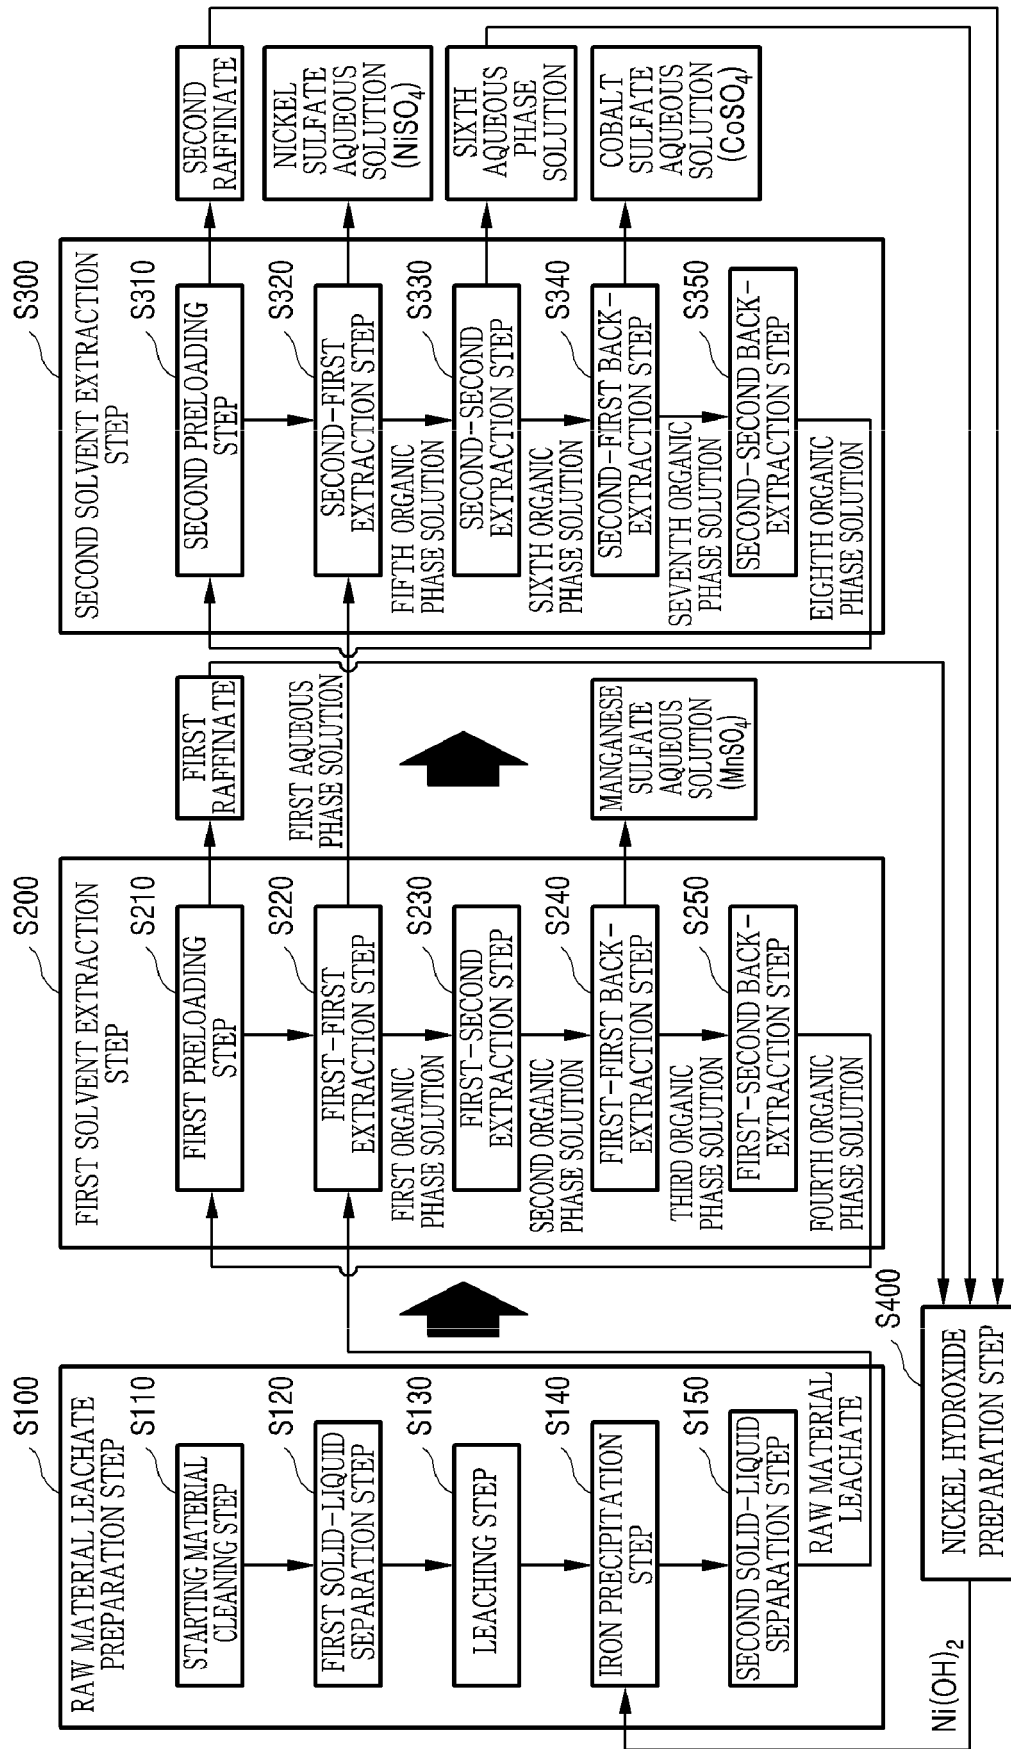 S100
RAW MATERIAL LEACHATE
PREPARATION STEP
S110
STARTING MATERIAL
CLEANING STEP
S120
FIRST SOLID-LIQUID
SEPARATION STEP
S130
LEACHING STEP
S140
IRON PRECIPITATION
STEP
S150
SECOND SOLID-LIQUID
SEPARATION STEP
RAW MATERIAL
LEACHATE
S200
FIRST SOLVENT EXTRACTION
STEP
S210
FIRST PRELOADING
STEP
FIRST
RAFFINATE
S220
FIRST-FIRST
EXTRACTION STEP
FIRST AQUEOUS
PHASE SOLUTION
FIRST ORGANIC
PHASE SOLUTION
S230
FIRST-SECOND
EXTRACTION STEP
SECOND ORGANIC
PHASE SOLUTION
S240
FIRST-FIRST BACK-
EXTRACTION STEP
MANGANESE
SULFATE
AQUEOUS
SOLUTION
(MnSO₄)
THIRD ORGANIC
PHASE SOLUTION
S250
FIRST-SECOND BACK-
EXTRACTION STEP
FOURTH ORGANIC
PHASE SOLUTION
S300
SECOND SOLVENT EXTRACTION
STEP
S310
SECOND PRELOADING
STEP
SECOND
RAFFINATE
S320
SECOND-FIRST
EXTRACTION STEP
NICKEL
SULFATE
AQUEOUS
SOLUTION
(NiSO₄)
FIFTH ORGANIC
PHASE SOLUTION
S330
SECOND-SECOND
EXTRACTION STEP
SIXTH
AQUEOUS
PHASE
SOLUTION
SIXTH ORGANIC
PHASE SOLUTION
S340
SECOND-FIRST BACK-
EXTRACTION STEP
COBALT
SULFATE
AQUEOUS
SOLUTION
(CoSO₄)
SEVENTH ORGANIC
PHASE SOLUTION
S350
SECOND-SECOND BACK-
EXTRACTION STEP
EIGHTH ORGANIC
PHASE SOLUTION
S400
NICKEL HYDROXIDE
PREPARATION STEP
Ni(OH)₂